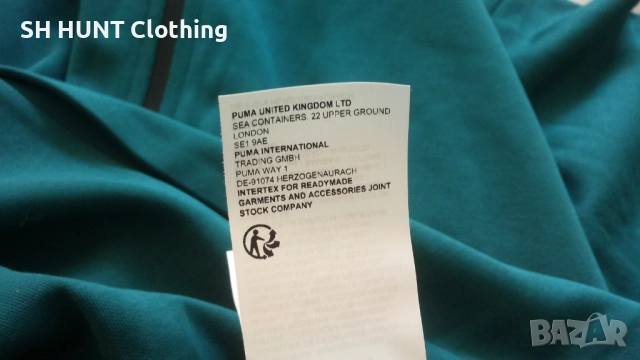 SH HUNT Clothing
PUMA UNITED KINGDOM LTD
SEA CONTAINERS. 22 UPPER GROUND
LONDON
SE1 9AE
PUMA INTERNATIONAL
TRADING GMBH
PUMA WAY 1
DE-91074 HERZOGENAURACH
INTERTEX FOR READYMADE
GARMENTS AND ACCESSORIES JOINT
STOCK COMPANY
BAZAR